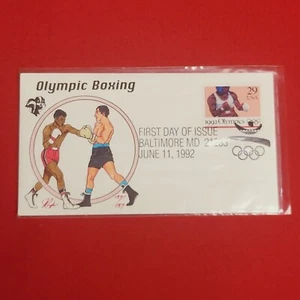 Olympic Boxing
29
USA
1992 Olympics
FIRST DAY OF ISSUE
BALTIMORE MD
JUNE 11, 1992